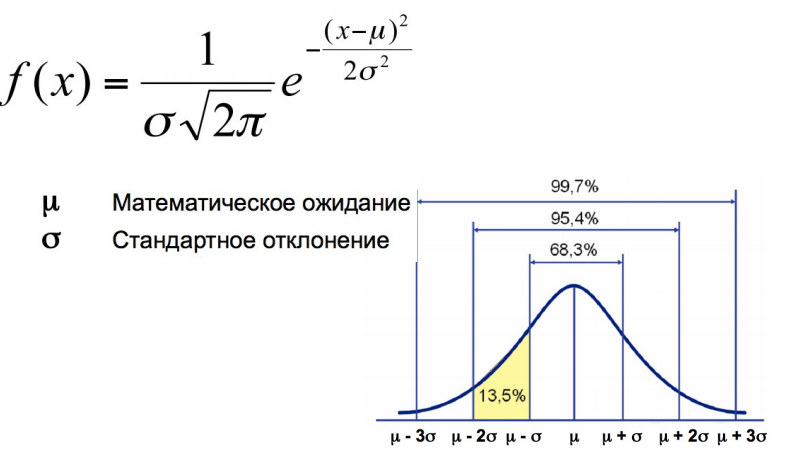 f(x) = 1/(σ√2π) e^(-(x-μ)²/(2σ²))
μ Математическое ожидание
σ Стандартное отклонение
99,7%
95,4%
68,3%
13,5%
μ - 3σ μ - 2σ μ - σ μ μ + σ μ + 2σ μ + 3σ